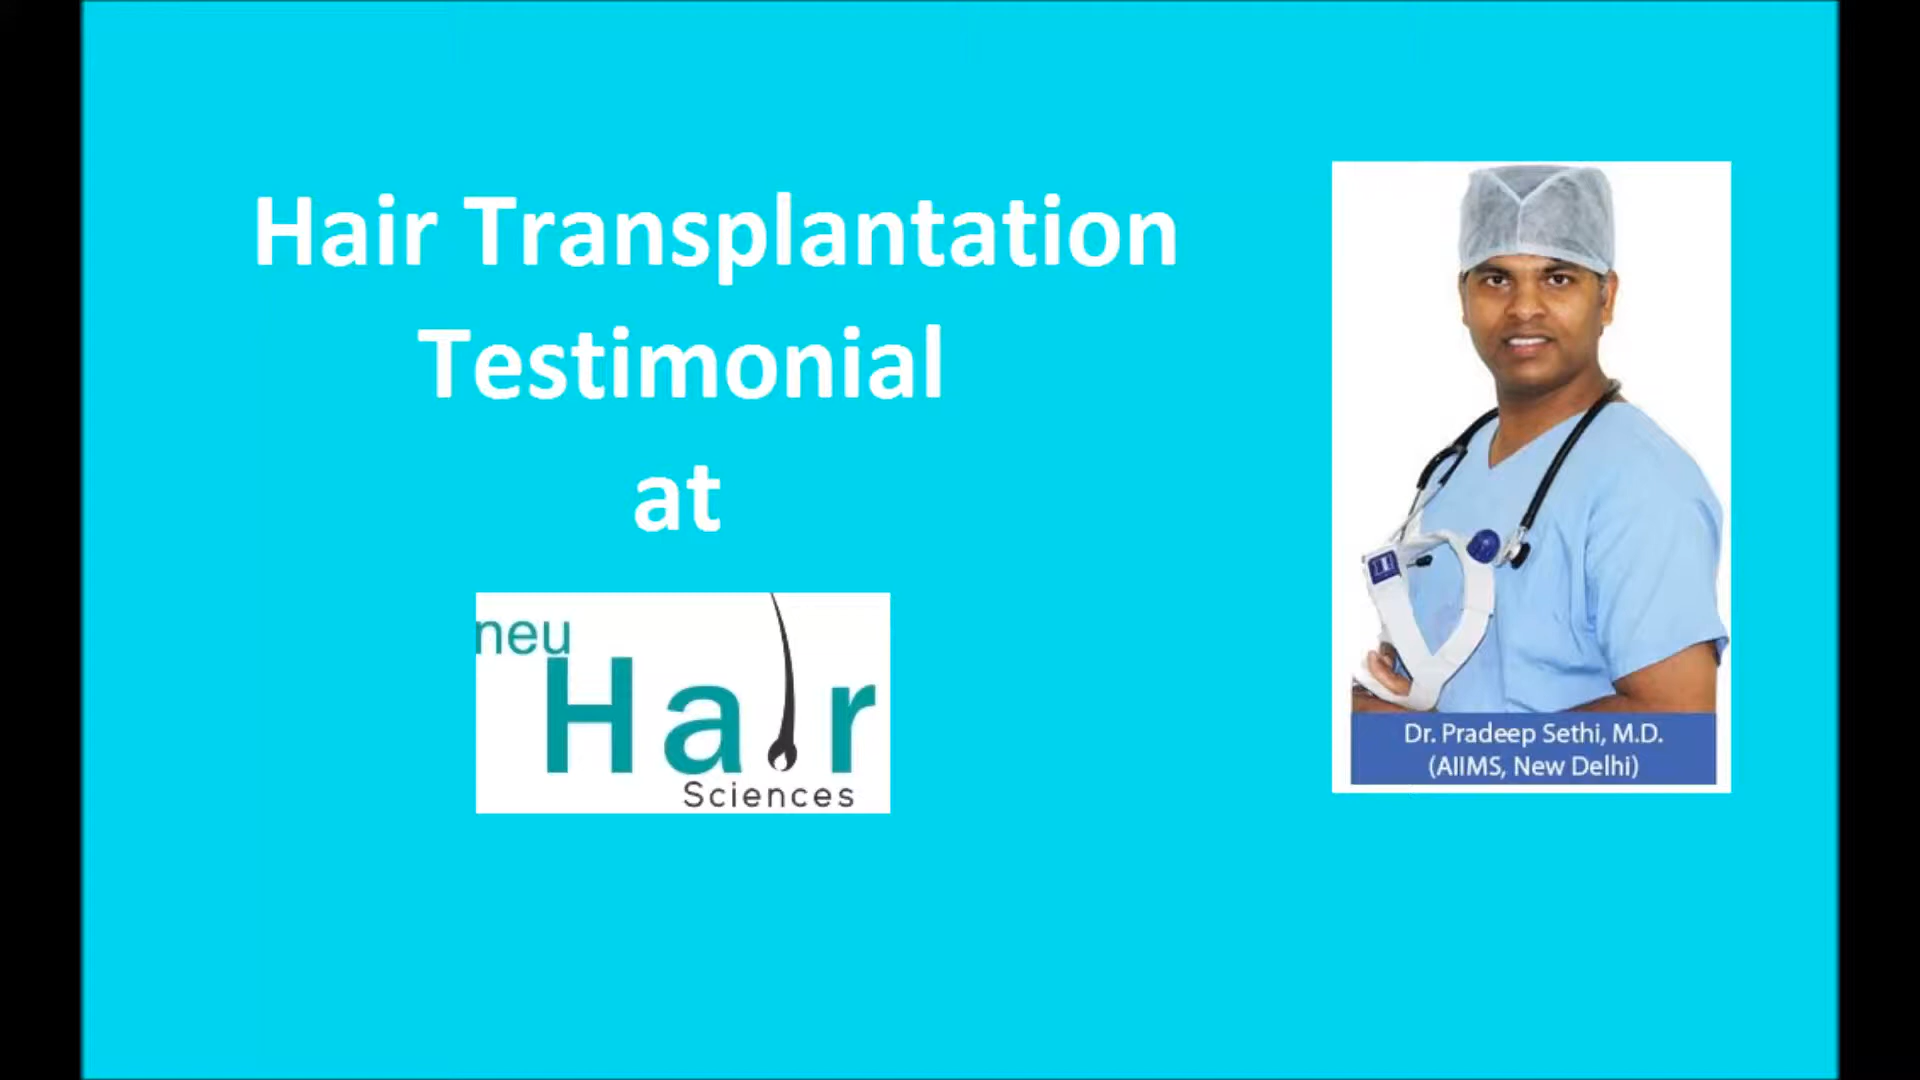 Hair Transplantation
Testimonial
at
neu
Hair
Sciences
Dr. Pradeep Sethi, M.D.
(AIIMS, New Delhi)